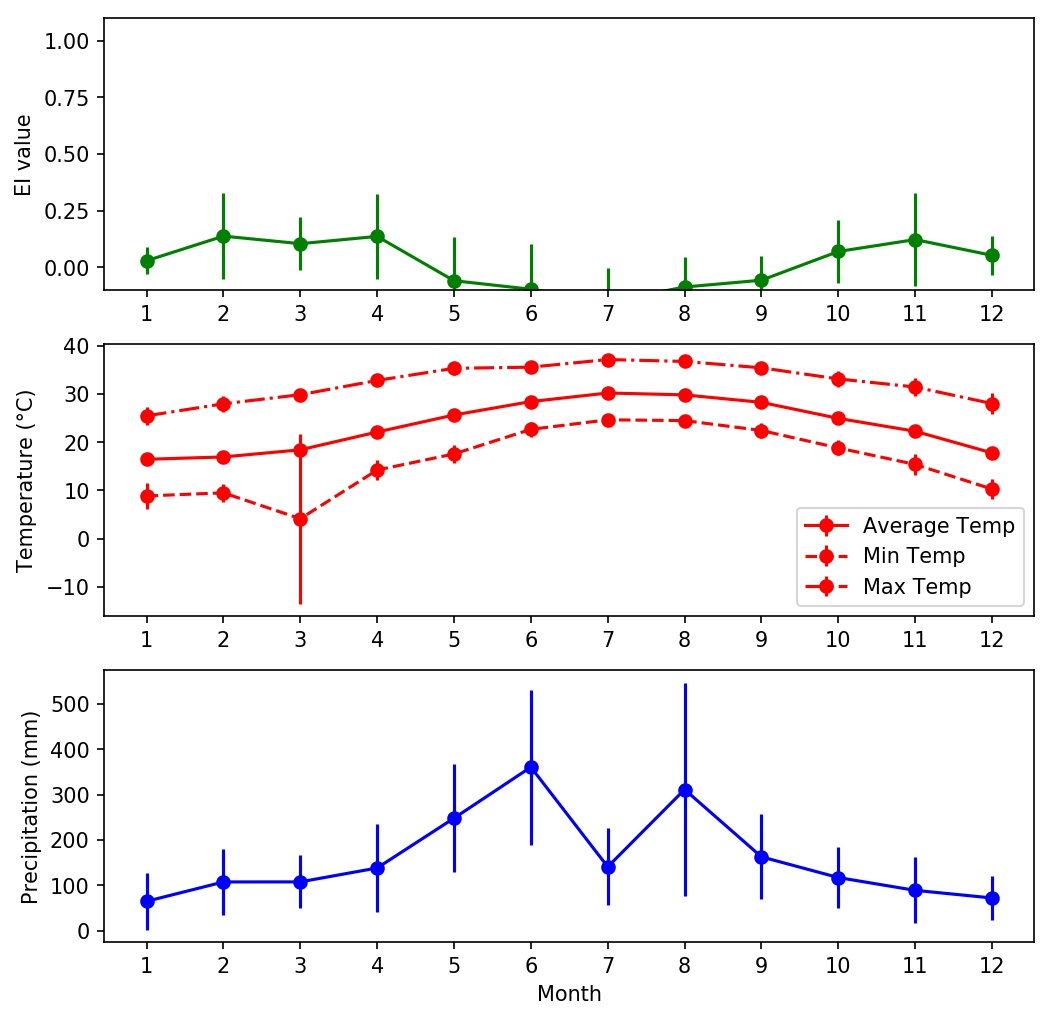 EI value
1.00
0.75
0.50
0.25
0.00
1 2 3 4 5 6 7 8 9 10 11 12
Temperature (°C)
40
30
20
10
0
−10
Average Temp
Min Temp
Max Temp
1 2 3 4 5 6 7 8 9 10 11 12
Precipitation (mm)
500
400
300
200
100
0
1 2 3 4 5 6 7 8 9 10 11 12
Month